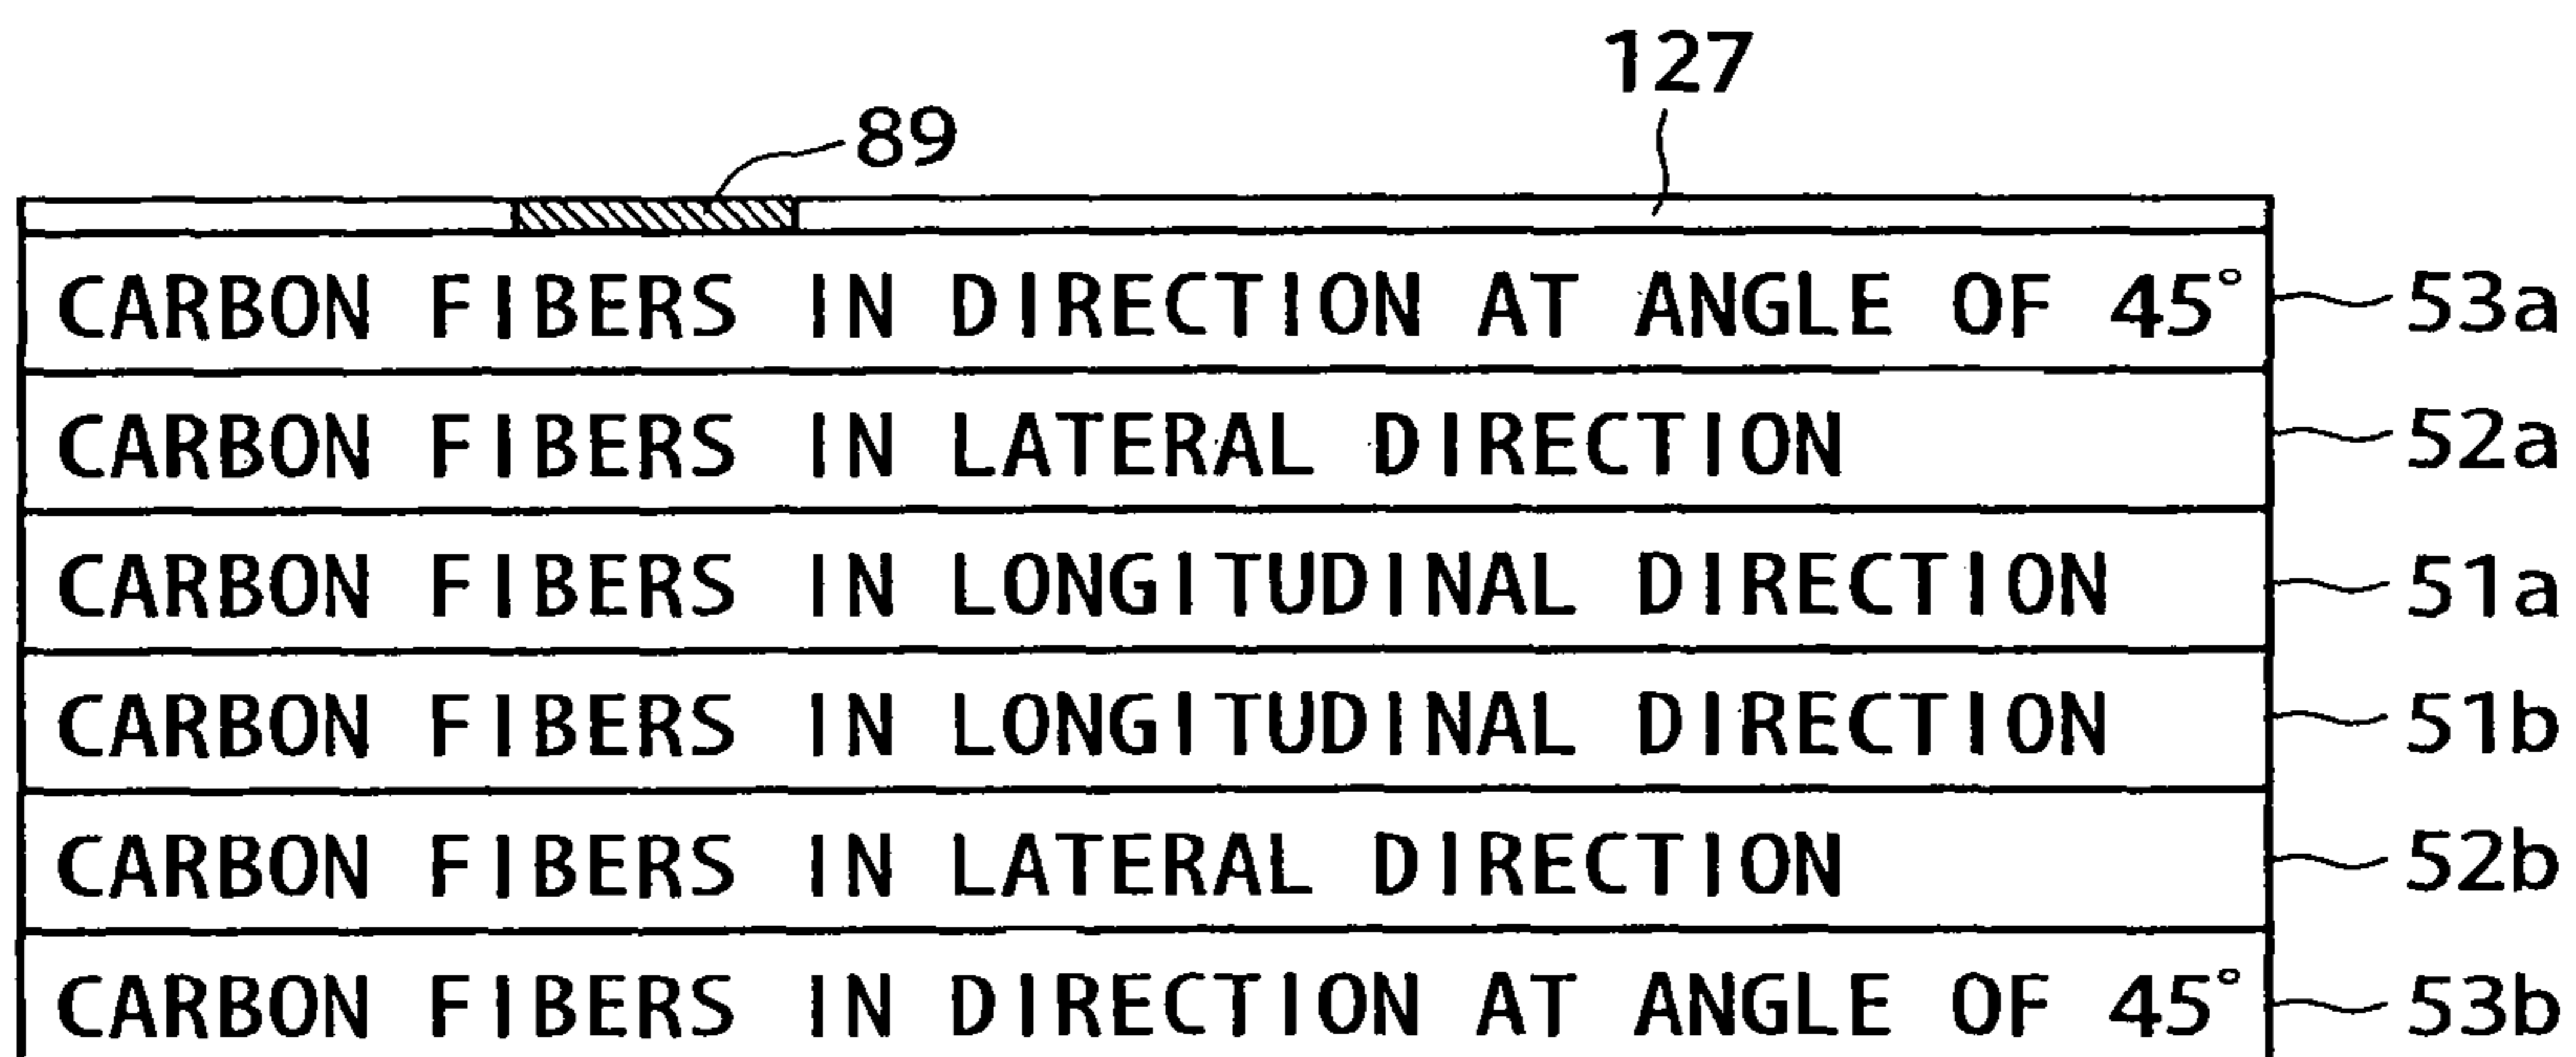 127
89
CARBON FIBERS IN DIRECTION AT ANGLE OF 45° 53a
CARBON FIBERS IN LATERAL DIRECTION 52a
CARBON FIBERS IN LONGITUDINAL DIRECTION 51a
CARBON FIBERS IN LONGITUDINAL DIRECTION 51b
CARBON FIBERS IN LATERAL DIRECTION 52b
CARBON FIBERS IN DIRECTION AT ANGLE OF 45° 53b